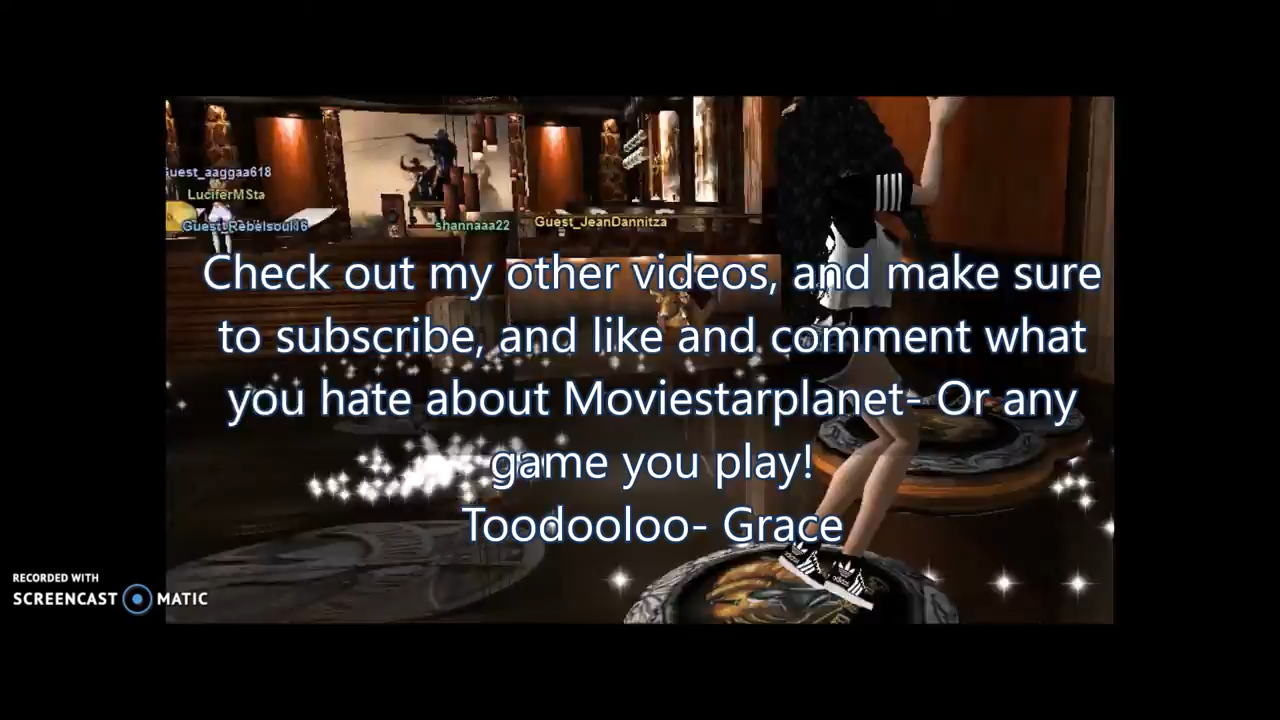 Guest_aaggaa618
LuciferMSta
Guest_Rebelsoul16
shannaaa22
Guest_JeanDannitza
Check out my other videos, and make sure
to subscribe, and like and comment what
you hate about Moviestarplanet- Or any
game you play!
Toodooloo- Grace
RECORDED WITH
SCREENCAST MATIC
adidas